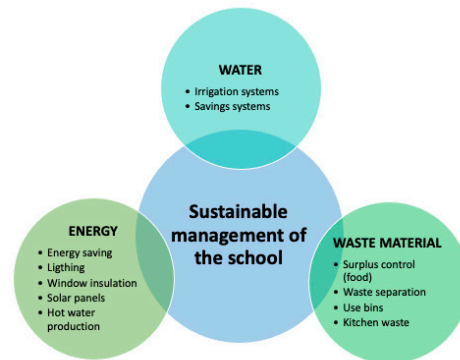 WATER
• Irrigation systems
• Savings systems
Sustainable
management of
the school
ENERGY
• Energy saving
• Ligthing
• Window insulation
• Solar panels
• Hot water
production
WASTE MATERIAL
• Surplus control
(food)
• Waste separation
• Use bins
• Kitchen waste